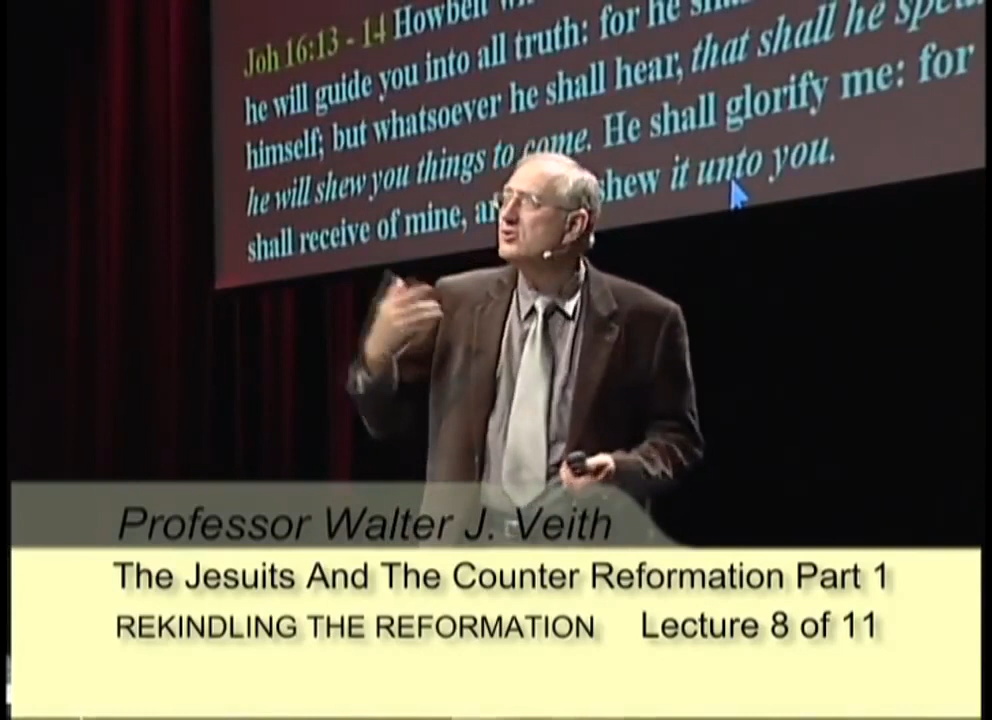 Joh 16:13 - 14 Howbeit
he will guide you into all truth: for he
himself; but whatsoever he shall hear, that shall he
he will shew you things to come. He shall glorify me: for
shall receive of mine, shew it unto you.
Professor Walter J. Veith
The Jesuits And The Counter Reformation Part 1
REKINDLING THE REFORMATION Lecture 8 of 11